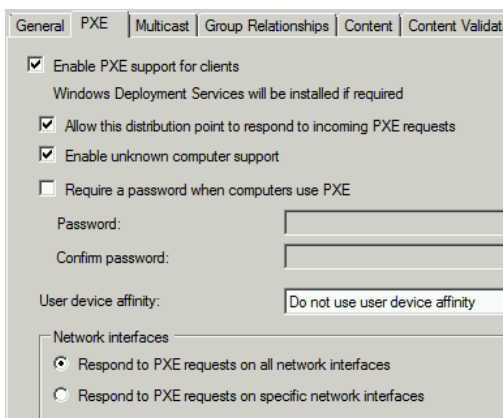 General PXE Multicast Group Relationships Content Content Validat
Enable PXE support for clients
Windows Deployment Services will be installed if required
Allow this distribution point to respond to incoming PXE requests
Enable unknown computer support
Require a password when computers use PXE
Password:
Confirm password:
User device affinity: Do not use user device affinity
Network interfaces
Respond to PXE requests on all network interfaces
Respond to PXE requests on specific network interfaces